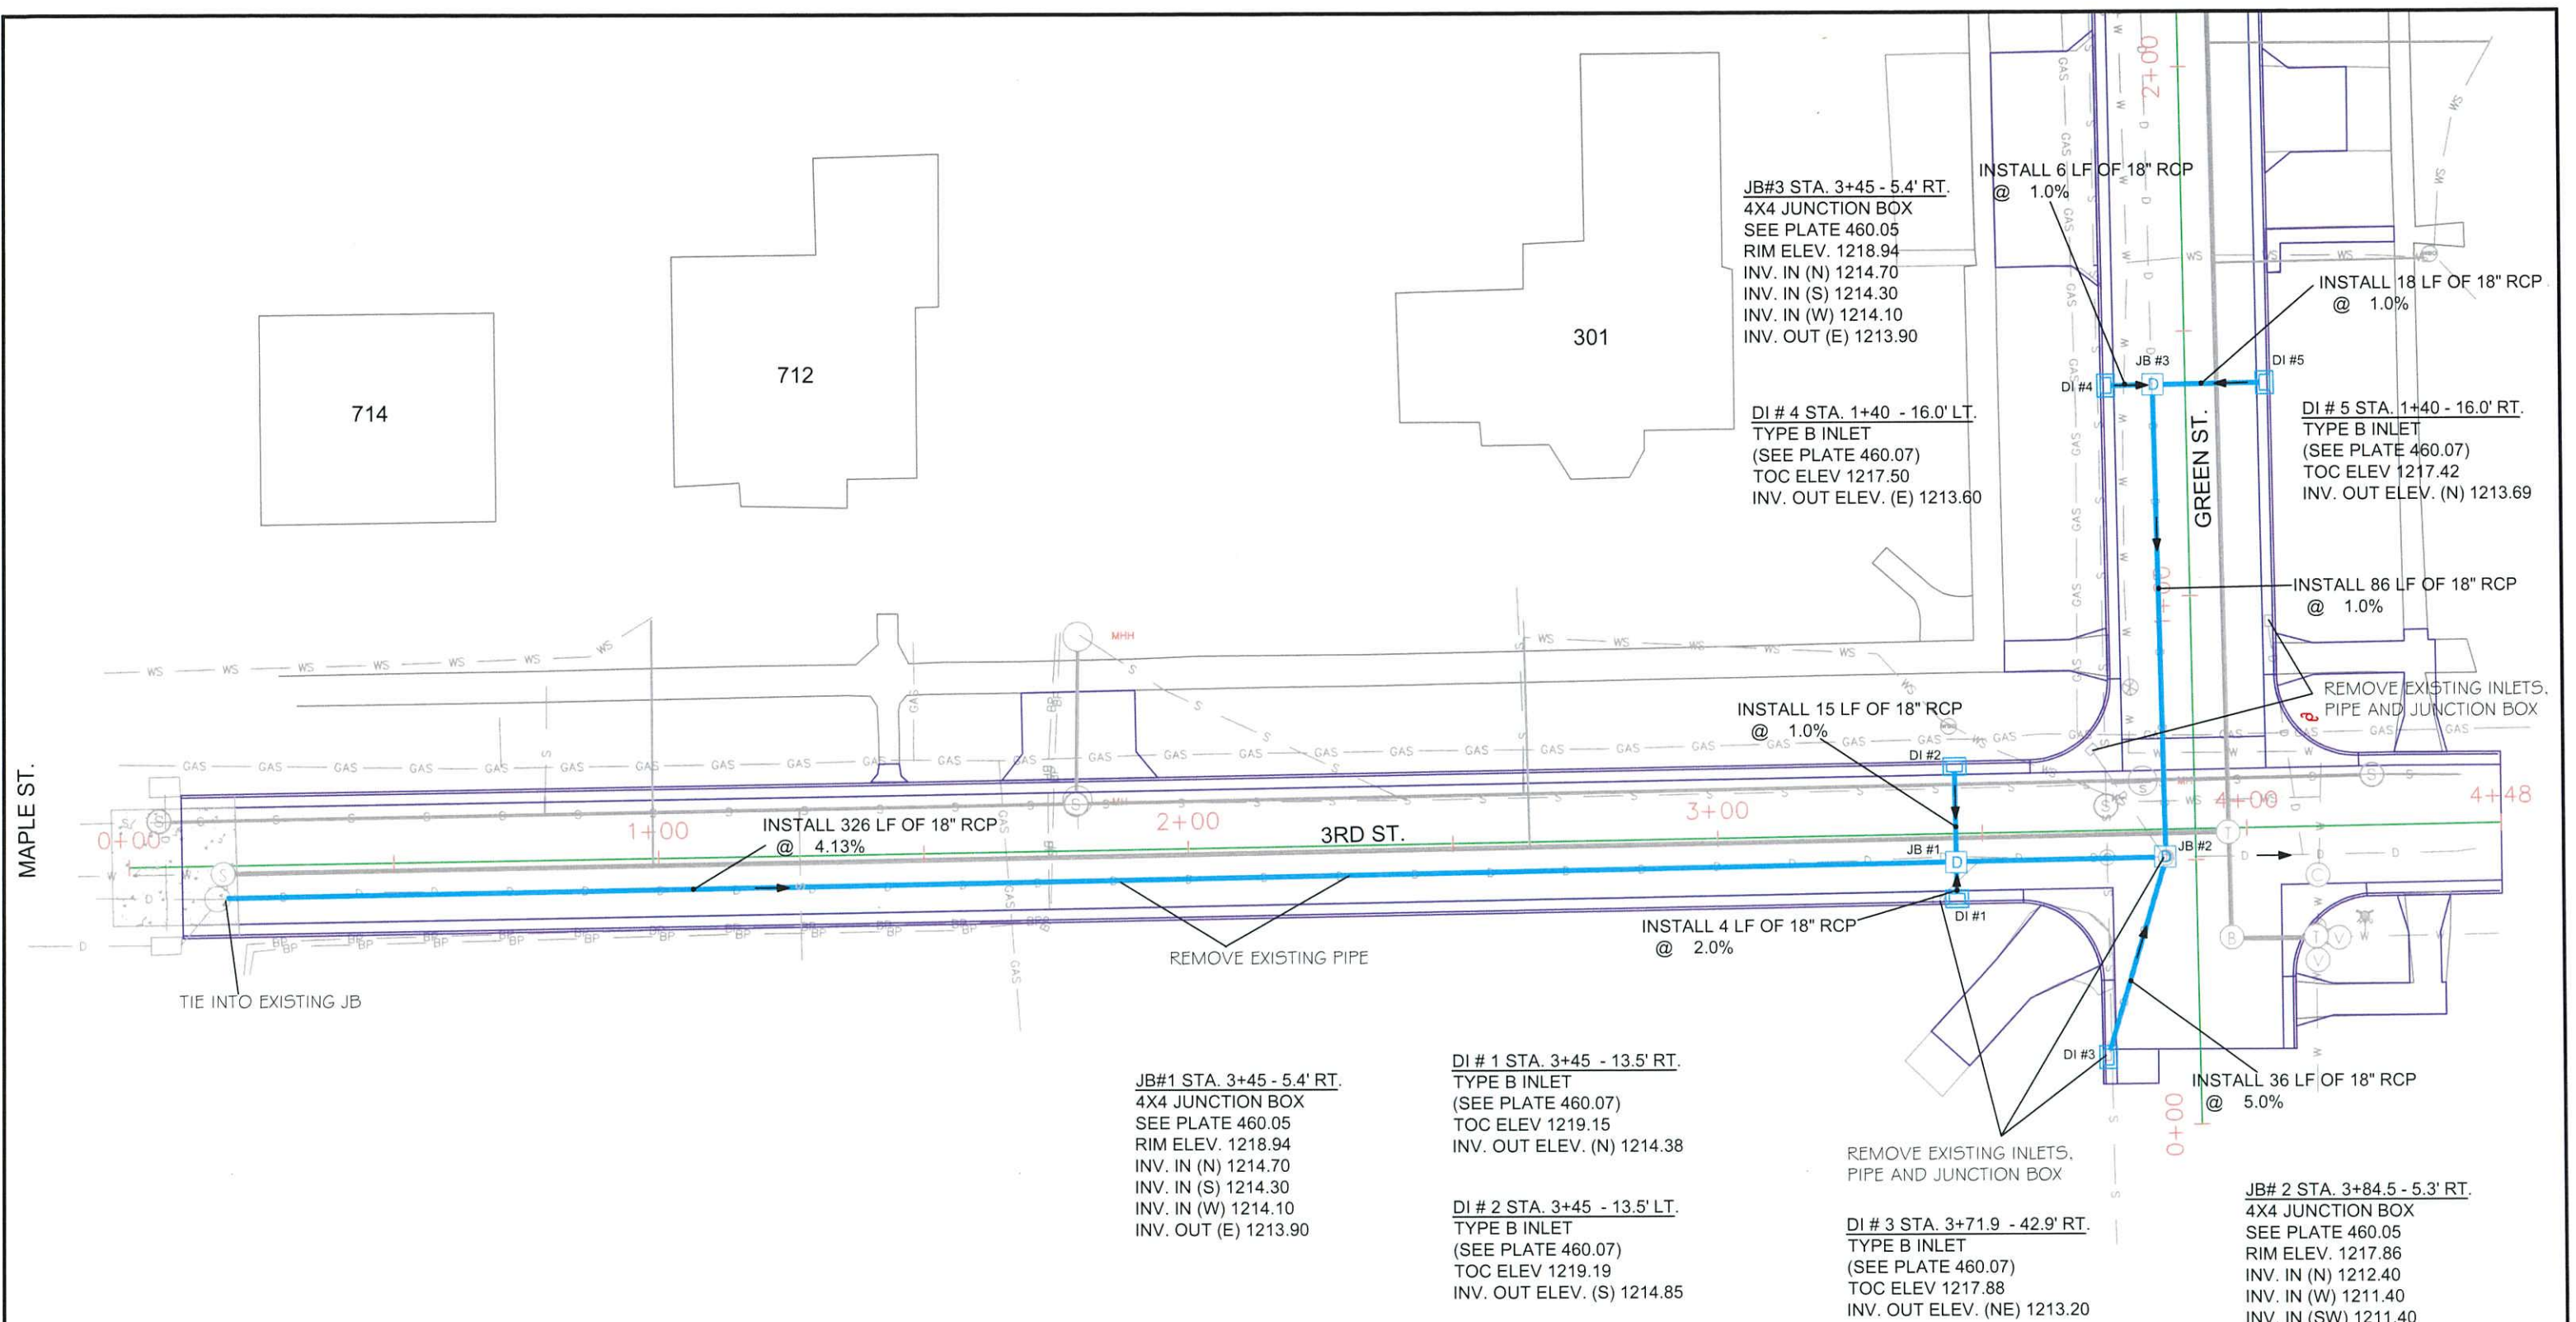 JB#3 STA. 3+45 - 5.4' RT.
4X4 JUNCTION BOX
SEE PLATE 460.05
RIM ELEV. 1218.94
INV. IN (N) 1214.70
INV. IN (S) 1214.30
INV. IN (W) 1214.10
INV. OUT (E) 1213.90
INSTALL 6 LF OF 18" RCP
@ 1.0%
2+00
INSTALL 18 LF OF 18" RCP
@ 1.0%
JB #3
DI #4
DI #5
DI # 4 STA. 1+40 - 16.0' LT.
TYPE B INLET
(SEE PLATE 460.07)
TOC ELEV 1217.50
INV. OUT ELEV. (E) 1213.60
DI # 5 STA. 1+40 - 16.0' RT.
TYPE B INLET
(SEE PLATE 460.07)
TOC ELEV 1217.42
INV. OUT ELEV. (N) 1213.69
GREEN ST.
714
712
301
INSTALL 86 LF OF 18" RCP
@ 1.0%
1+00
MHH
REMOVE EXISTING INLETS,
PIPE AND JUNCTION BOX
INSTALL 15 LF OF 18" RCP
@ 1.0%
DI #2
MAPLE ST.
0+00
1+00
2+00
3+00
4+00
4+48
INSTALL 326 LF OF 18" RCP
@ 4.13%
3RD ST.
JB #1
JB #2
DI #1
INSTALL 4 LF OF 18" RCP
@ 2.0%
REMOVE EXISTING PIPE
TIE INTO EXISTING JB
DI #3
INSTALL 36 LF OF 18" RCP
@ 5.0%
0+00
REMOVE EXISTING INLETS,
PIPE AND JUNCTION BOX
JB#1 STA. 3+45 - 5.4' RT.
4X4 JUNCTION BOX
SEE PLATE 460.05
RIM ELEV. 1218.94
INV. IN (N) 1214.70
INV. IN (S) 1214.30
INV. IN (W) 1214.10
INV. OUT (E) 1213.90
DI # 1 STA. 3+45 - 13.5' RT.
TYPE B INLET
(SEE PLATE 460.07)
TOC ELEV 1219.15
INV. OUT ELEV. (N) 1214.38
DI # 2 STA. 3+45 - 13.5' LT.
TYPE B INLET
(SEE PLATE 460.07)
TOC ELEV 1219.19
INV. OUT ELEV. (S) 1214.85
DI # 3 STA. 3+71.9 - 42.9' RT.
TYPE B INLET
(SEE PLATE 460.07)
TOC ELEV 1217.88
INV. OUT ELEV. (NE) 1213.20
JB# 2 STA. 3+84.5 - 5.3' RT.
4X4 JUNCTION BOX
SEE PLATE 460.05
RIM ELEV. 1217.86
INV. IN (N) 1212.40
INV. IN (W) 1211.40
INV. IN (SW) 1211.40